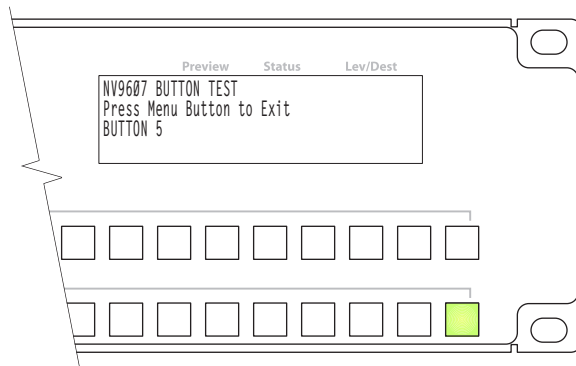 Preview Status Lev/Dest
NV9607 BUTTON TEST
Press Menu Button to Exit
BUTTON 5